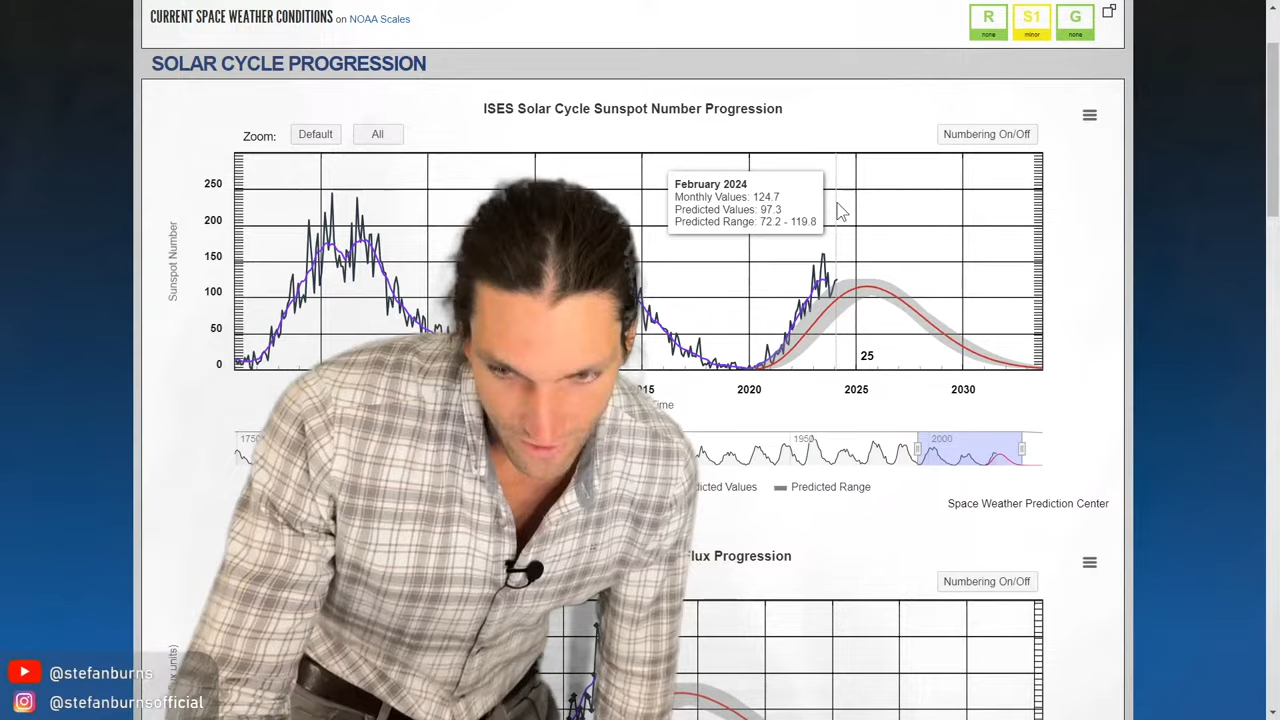 CURRENT SPACE WEATHER CONDITIONS on NOAA Scales
R
none
S1
minor
G
none
SOLAR CYCLE PROGRESSION
ISES Solar Cycle Sunspot Number Progression
Zoom:
Default
All
Numbering On/Off
250
200
150
100
50
0
Sunspot Number
February 2024
Monthly Values: 124.7
Predicted Values: 97.3
Predicted Range: 72.2 - 119.8
25
2020
2025
2030
1750
1950
2000
Predicted Range
Space Weather Prediction Center
Progression
Numbering On/Off
@stefanburns
@stefanburnsofficial